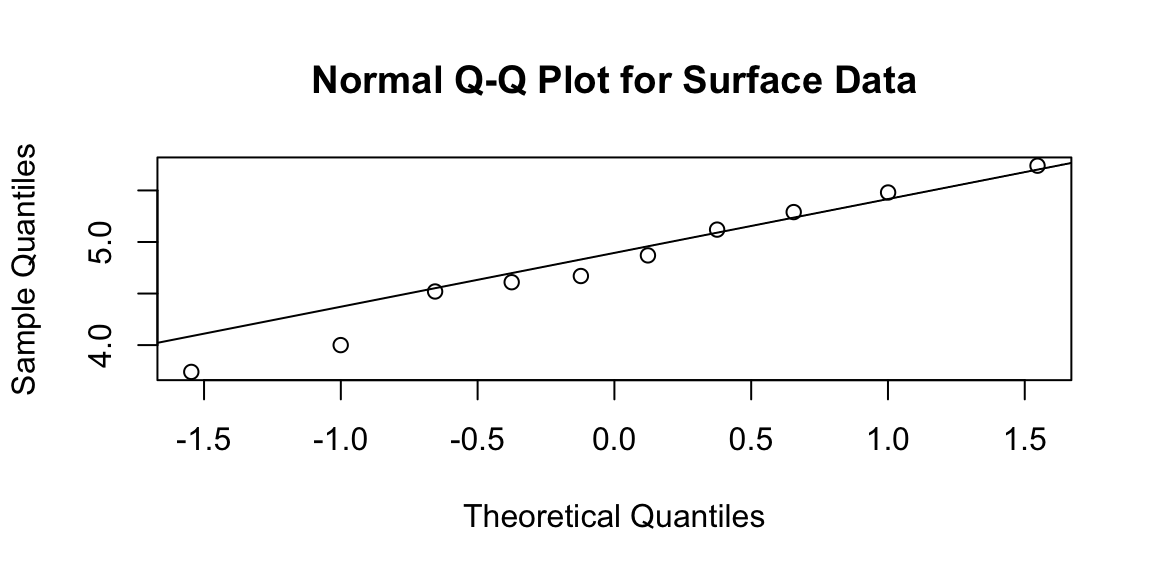 Normal Q-Q Plot for Surface Data
Sample Quantiles
5.0
4.0
-1.5 -1.0 -0.5 0.0 0.5 1.0 1.5
Theoretical Quantiles